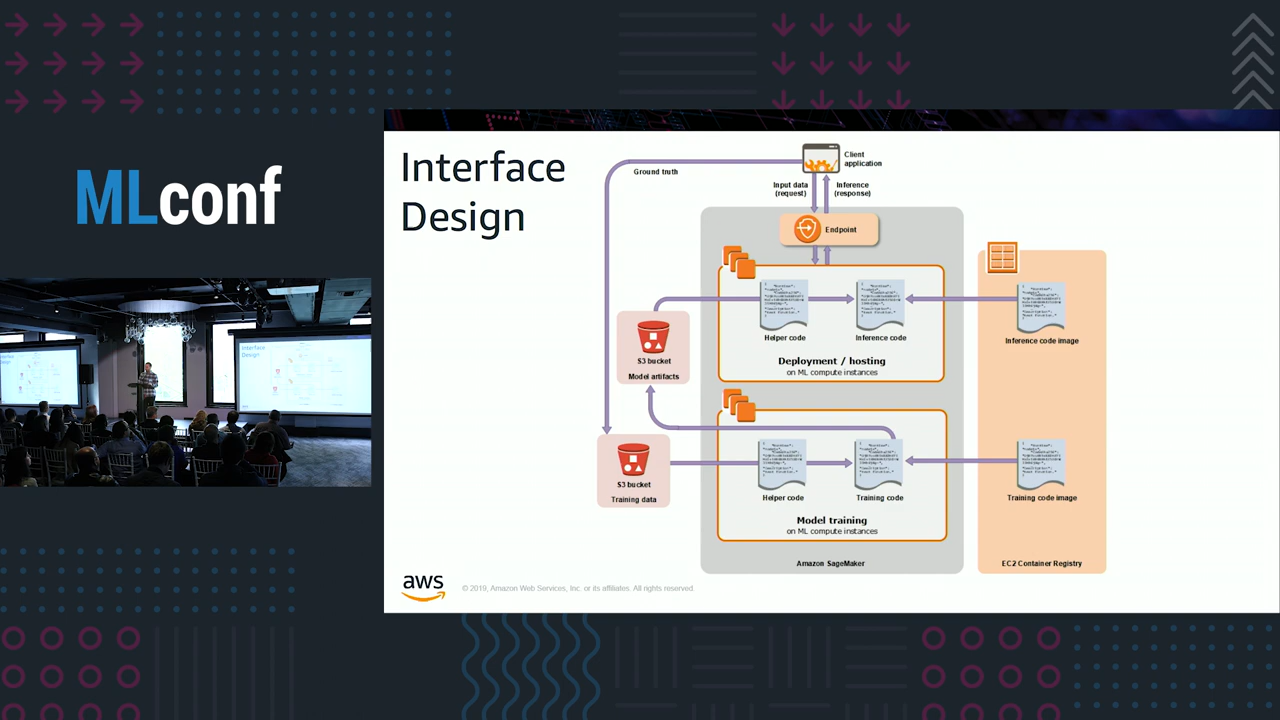 MLconf
Interface
Design
Interface
Design
Client
application
Ground truth
Input data
(request)
Inference
(response)
Endpoint
Helper code
Inference code
Inference code image
Deployment / hosting
on ML compute instances
S3 bucket
Model artifacts
S3 bucket
Training data
Helper code
Training code
Training code image
Model training
on ML compute instances
Amazon SageMaker
EC2 Container Registry
aws
© 2019, Amazon Web Services, Inc. or its affiliates. All rights reserved.